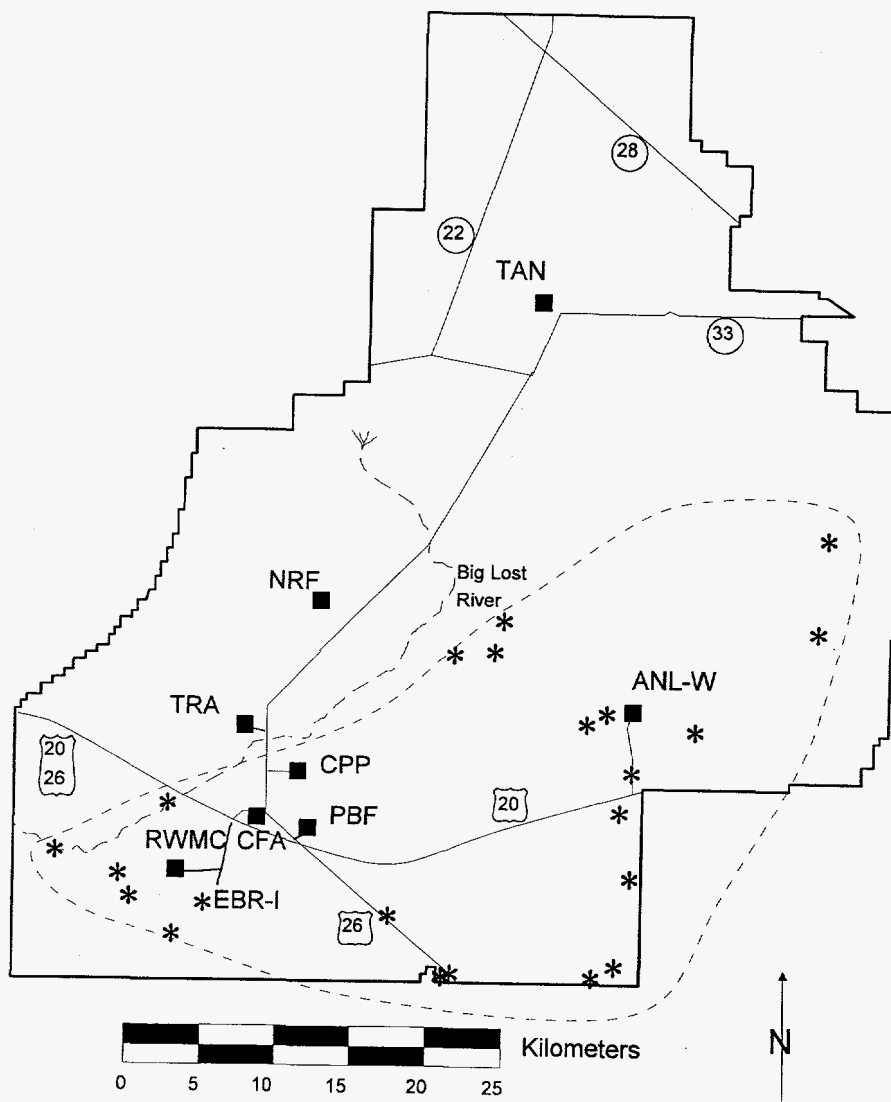 28
22
TAN
33
Big Lost
River
NRF
ANL-W
TRA
20
26
CPP
20
PBF
RWMC CFA
EBR-I
26
Kilometers
N
0 5 10 15 20 25